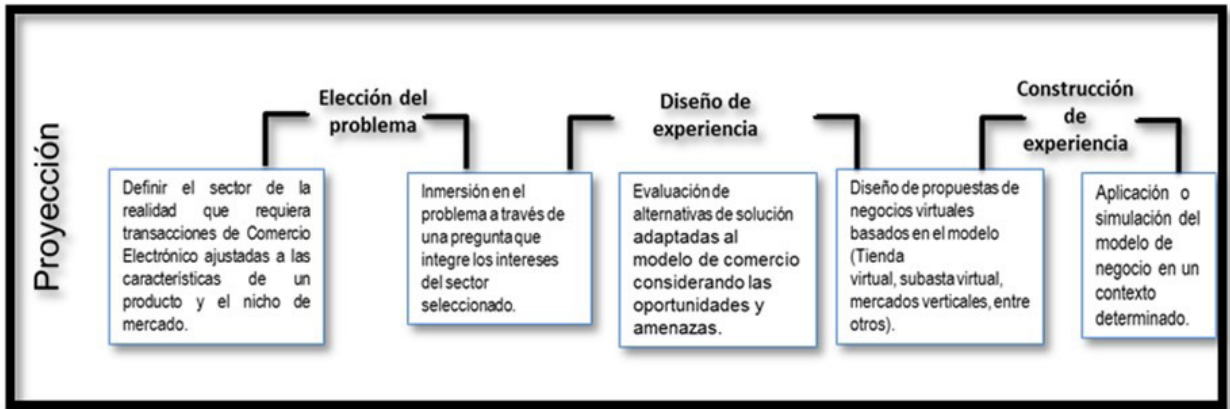 Proyección
Elección del
problema
Diseño de
experiencia
Construcción
de
experiencia
Definir el sector de la
realidad que requiera
transacciones de Comercio
Electrónico ajustadas a las
características de un
producto y el nicho de
mercado.
Inmersión en el
problema a través de
una pregunta que
integre los intereses
del sector
seleccionado.
Evaluación de
alternativas de solución
adaptadas al
modelo de comercio
considerando las
oportunidades y
amenazas.
Diseño de propuestas de
negocios virtuales
basados en el modelo
(Tienda
virtual, subasta virtual,
mercados verticales, entre
otros).
Aplicación o
simulación del
modelo de
negocio en un
contexto
determinado.